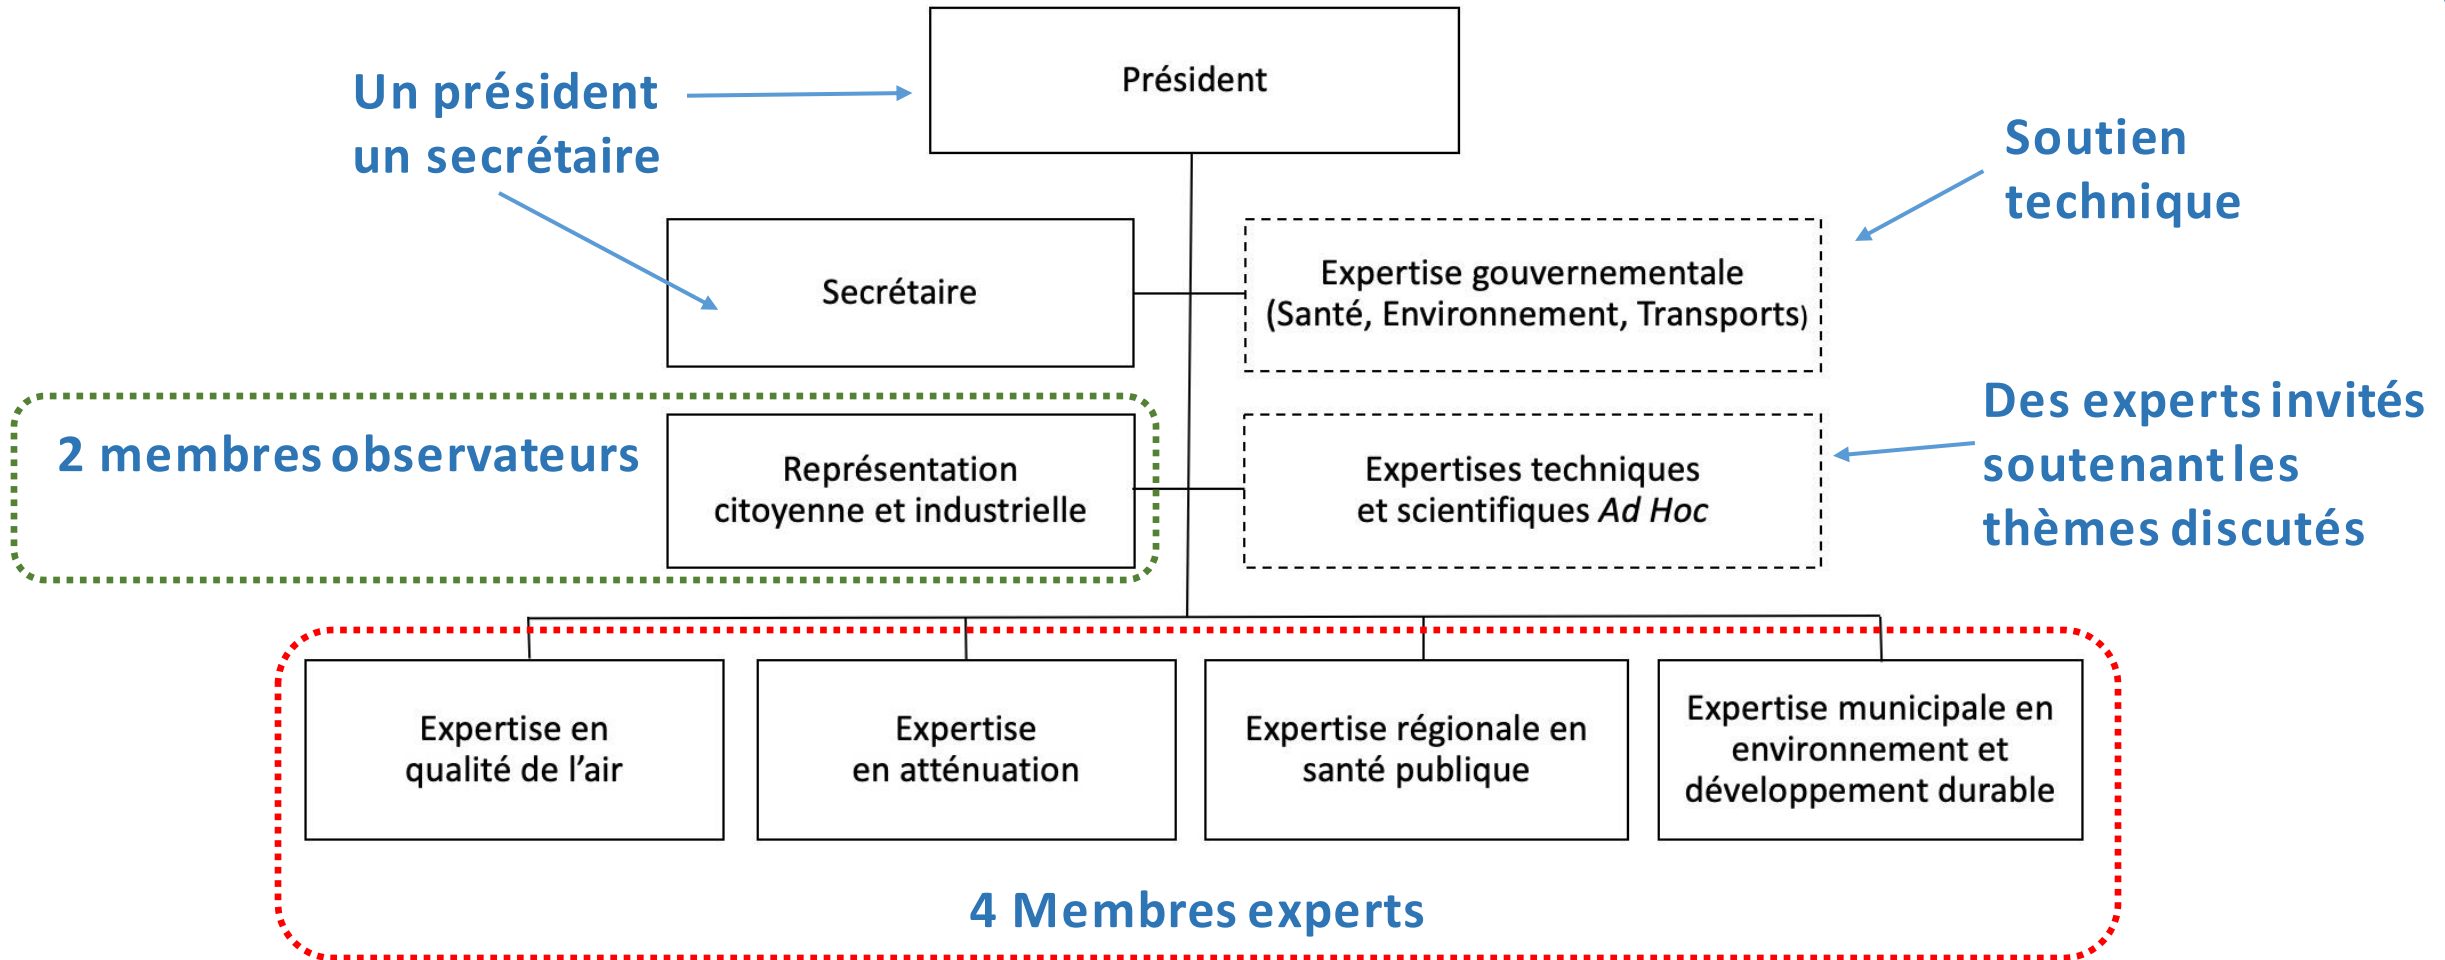 Président
Un président
un secrétaire
Soutien
technique
Secrétaire
Expertise gouvernementale
(Santé, Environnement, Transports)
2 membres observateurs
Représentation
citoyenne et industrielle
Expertises techniques
et scientifiques Ad Hoc
Des experts invités
soutenant les
thèmes discutés
Expertise en
qualité de l’air
Expertise
en atténuation
Expertise régionale en
santé publique
Expertise municipale en
environnement et
développement durable
4 Membres experts